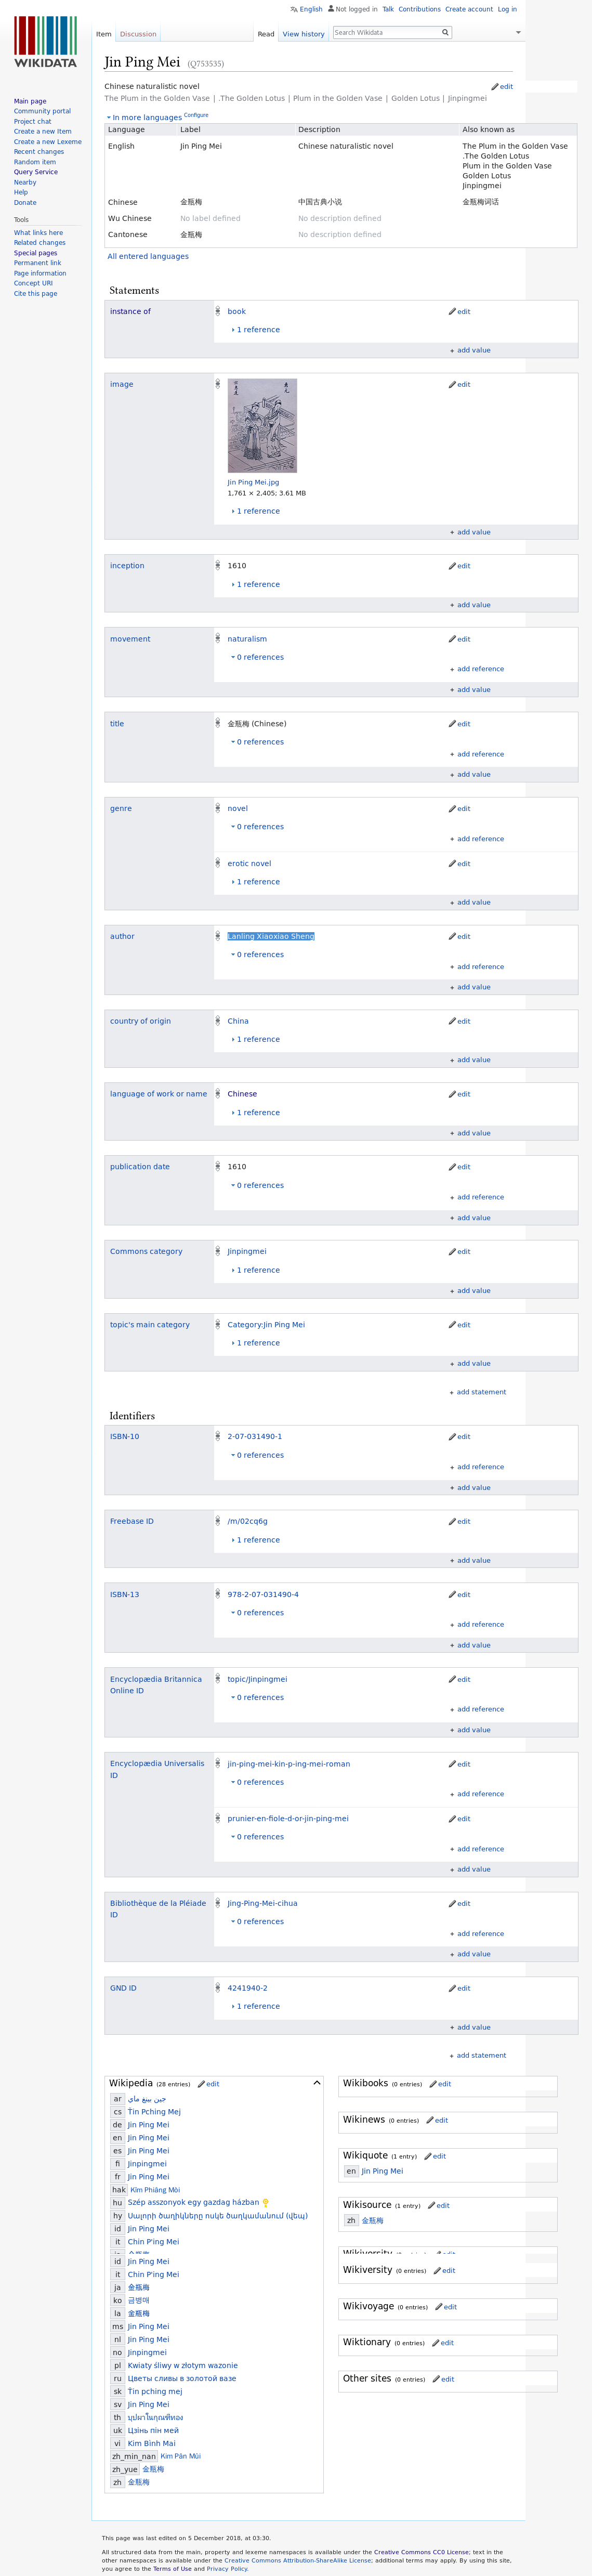 English Not logged in Talk Contributions Create account Log in
WIKIDATA
Item Discussion Read View history Search Wikidata
Main page
Community portal
Project chat
Create a new Item
Create a new Lexeme
Recent changes
Random item
Query Service
Nearby
Help
Donate
Tools
What links here
Related changes
Special pages
Permanent link
Page information
Concept URI
Cite this page
Jin Ping Mei (Q753535)
Chinese naturalistic novel edit
The Plum in the Golden Vase | .The Golden Lotus | Plum in the Golden Vase | Golden Lotus | Jinpingmei
In more languages Configure
Language Label Description Also known as
English Jin Ping Mei Chinese naturalistic novel The Plum in the Golden Vase
.The Golden Lotus
Plum in the Golden Vase
Golden Lotus
Jinpingmei
Chinese 金瓶梅 中国古典小说 金瓶梅词话
Wu Chinese No label defined No description defined
Cantonese 金瓶梅 No description defined
All entered languages
Statements
instance of book edit
1 reference
add value
image edit
Jin Ping Mei.jpg
1,761 × 2,405; 3.61 MB
1 reference
add value
inception 1610 edit
1 reference
add value
movement naturalism edit
0 references
add reference
add value
title 金瓶梅 (Chinese) edit
0 references
add reference
add value
genre novel edit
0 references
add reference
erotic novel edit
1 reference
add value
author Lanling Xiaoxiao Sheng edit
0 references
add reference
add value
country of origin China edit
1 reference
add value
language of work or name Chinese edit
1 reference
add value
publication date 1610 edit
0 references
add reference
add value
Commons category Jinpingmei edit
1 reference
add value
topic's main category Category:Jin Ping Mei edit
1 reference
add value
add statement
Identifiers
ISBN-10 2-07-031490-1 edit
0 references
add reference
add value
Freebase ID /m/02cq6g edit
1 reference
add value
ISBN-13 978-2-07-031490-4 edit
0 references
add reference
add value
Encyclopædia Britannica Online ID topic/Jinpingmei edit
0 references
add reference
add value
Encyclopædia Universalis ID jin-ping-mei-kin-p-ing-mei-roman edit
0 references
add reference
prunier-en-fiole-d-or-jin-ping-mei edit
0 references
add reference
add value
Bibliothèque de la Pléiade ID Jing-Ping-Mei-cihua edit
0 references
add reference
add value
GND ID 4241940-2 edit
1 reference
add value
add statement
Wikipedia (28 entries) edit
ar جين بينغ ماي
cs Ťin Pching Mej
de Jin Ping Mei
en Jin Ping Mei
es Jin Ping Mei
fi Jinpingmei
fr Jin Ping Mei
hak Kîm Phìang Mòi
hu Szép asszonyok egy gazdag házban
hy Սալորի ծաղիկները ոսկե ծաղկամանում (վեպ)
id Jin Ping Mei
it Chin P'ing Mei
id Jin Ping Mei
it Chin P'ing Mei
ja 金瓶梅
ko 금병매
la 金瓶梅
ms Jin Ping Mei
nl Jin Ping Mei
no Jinpingmei
pl Kwiaty śliwy w złotym wazonie
ru Цветы сливы в золотой вазе
sk Ťin pching mej
sv Jin Ping Mei
th บุปผาในกุณฑีทอง
uk Цзінь пін мей
vi Kim Bình Mai
zh_min_nan Kim Pân Mûi
zh_yue 金瓶梅
zh 金瓶梅
Wikibooks (0 entries) edit
Wikinews (0 entries) edit
Wikiquote (1 entry) edit
en Jin Ping Mei
Wikisource (1 entry) edit
zh 金瓶梅
Wikiversity (0 entries) edit
Wikivoyage (0 entries) edit
Wiktionary (0 entries) edit
Other sites (0 entries) edit
This page was last edited on 5 December 2018, at 03:30.
All structured data from the main, property and lexeme namespaces is available under the Creative Commons CC0 License; text in the
other namespaces is available under the Creative Commons Attribution-ShareAlike License; additional terms may apply. By using this site,
you agree to the Terms of Use and Privacy Policy.